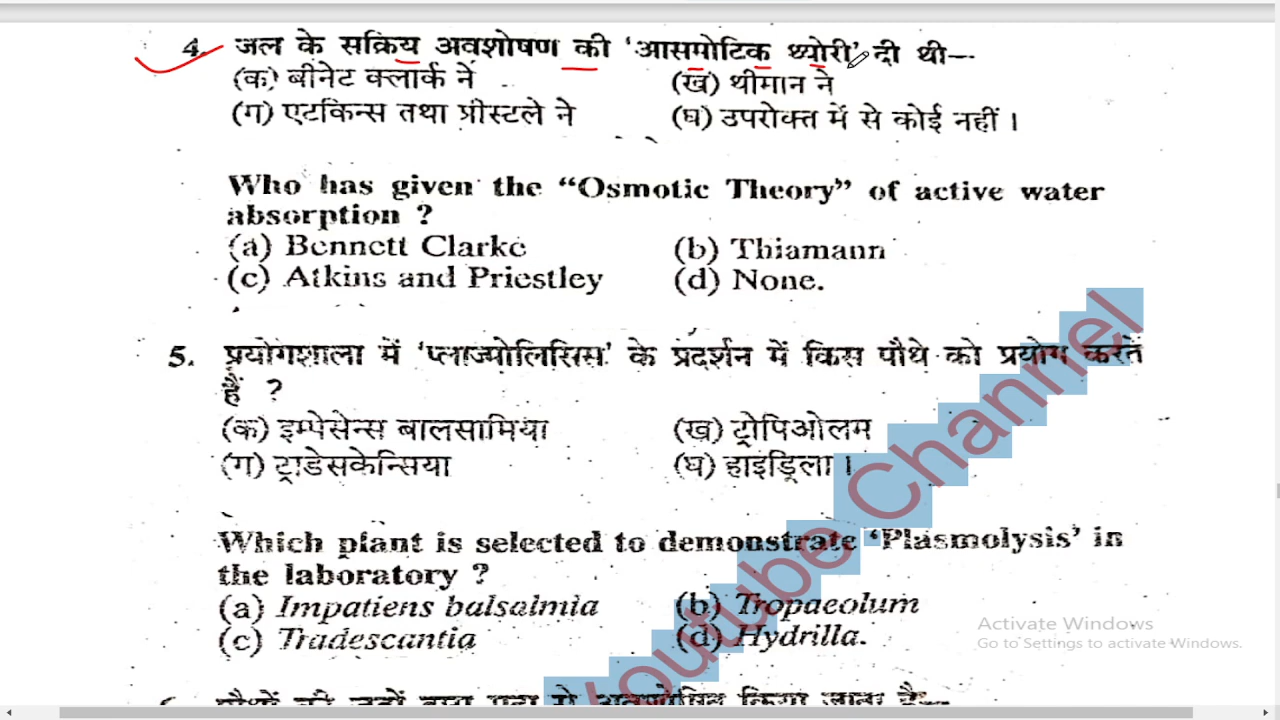 4. जल के सक्रिय अवशोषण की 'आसमोटिक थ्योरी' दी थी—
(क) बीनेट क्लार्क ने (ख) थीमान ने
(ग) एटकिन्स तथा प्रीस्टले ने (घ) उपरोक्त में से कोई नहीं ।
Who has given the “Osmotic Theory” of active water
absorption ?
(a) Bennett Clarke (b) Thiamann
(c) Atkins and Priestley (d) None.
5. प्रयोगशाला में 'प्लाज्मोलिसिस' के प्रदर्शन में किस पौधे को प्रयोग करते
हैं ?
(क) इम्पेसेन्स बालसामिया (ख) ट्रोपिओलम
(ग) ट्राडेसकेन्सिया (घ) हाइड्रिला ।
Which plant is selected to demonstrate ‘Plasmolysis’ in
the laboratory ?
(a) Impatiens balsalmia (b) Tropaeolum
(c) Tradescantia (d) Hydrilla.
Youtube Channel
Activate Windows
Go to Settings to activate Windows.